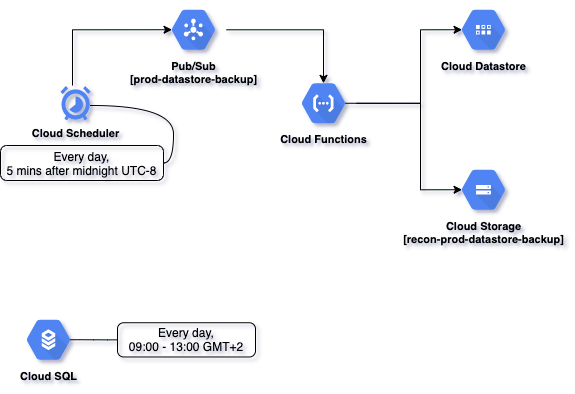 Pub/Sub
[prod-datastore-backup]
Cloud Datastore
Cloud Scheduler
Cloud Functions
Every day,
5 mins after midnight UTC-8
Cloud Storage
[recon-prod-datastore-backup]
Every day,
09:00 - 13:00 GMT+2
Cloud SQL